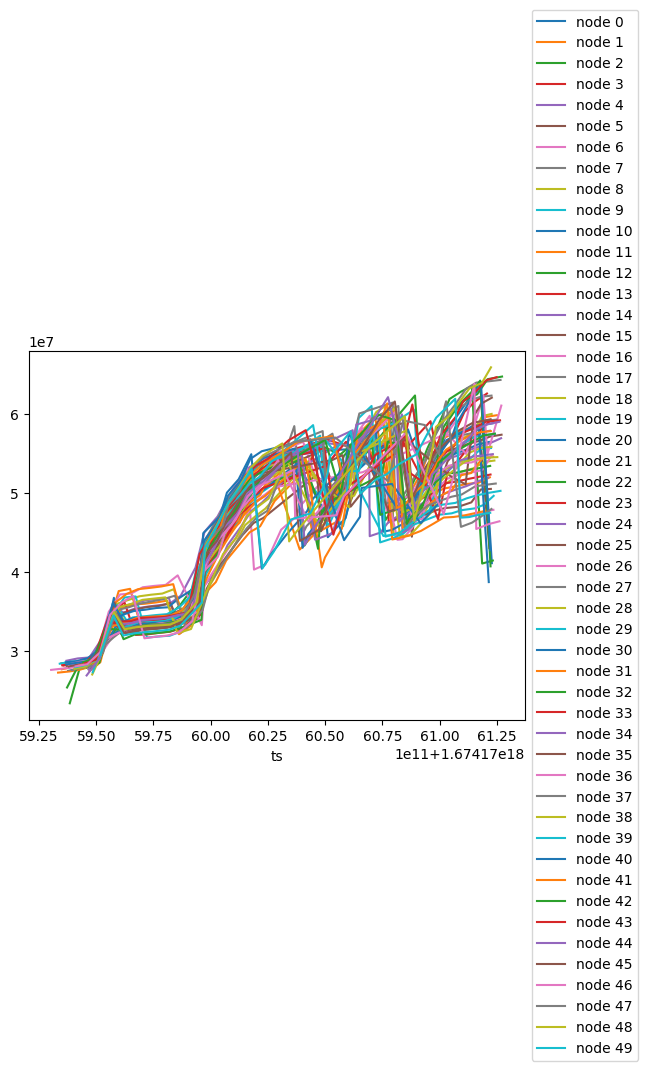 1e7
6
5
4
3
59.25 59.50 59.75 60.00 60.25 60.50 60.75 61.00 61.25
ts
1e11+1.67417e18
node 0
node 1
node 2
node 3
node 4
node 5
node 6
node 7
node 8
node 9
node 10
node 11
node 12
node 13
node 14
node 15
node 16
node 17
node 18
node 19
node 20
node 21
node 22
node 23
node 24
node 25
node 26
node 27
node 28
node 29
node 30
node 31
node 32
node 33
node 34
node 35
node 36
node 37
node 38
node 39
node 40
node 41
node 42
node 43
node 44
node 45
node 46
node 47
node 48
node 49